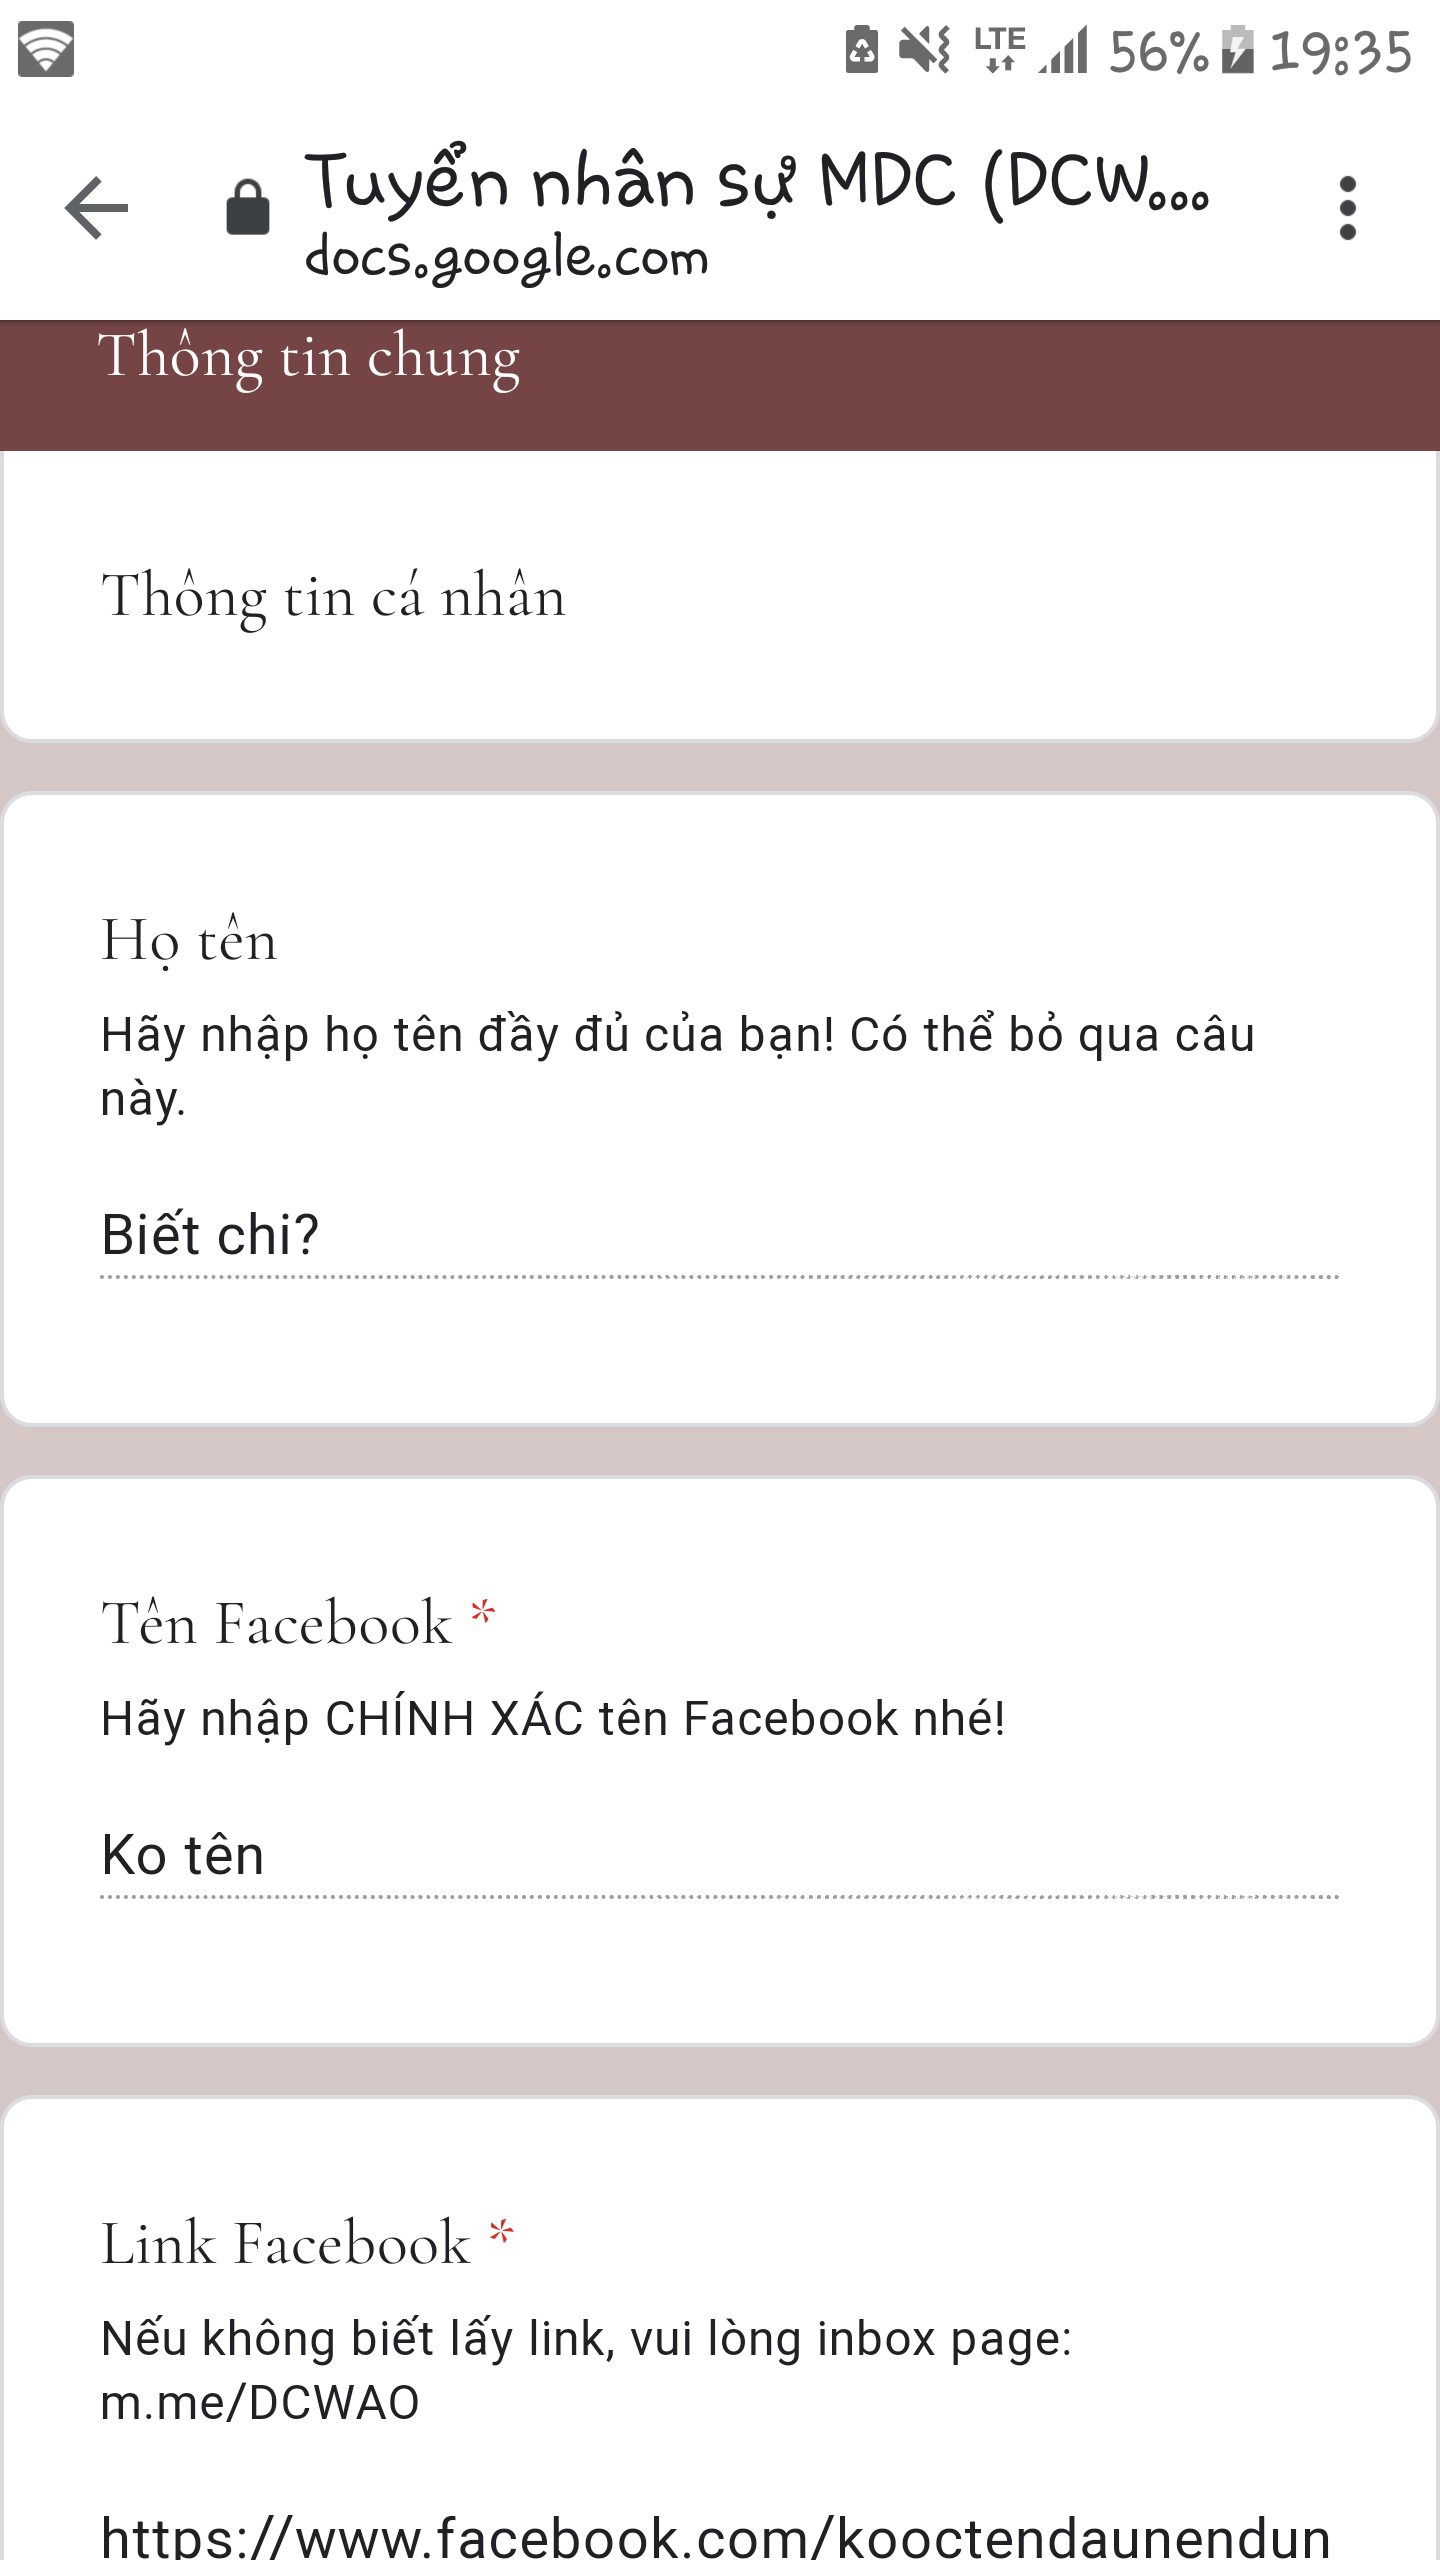 LTE 56% 19:35
Tuyển nhân sự MDC (DCW...
docs.google.com
Thông tin chung
Thông tin cá nhân
Họ tên
Hãy nhập họ tên đầy đủ của bạn! Có thể bỏ qua câu
này.
Biết chi?
Tên Facebook *
Hãy nhập CHÍNH XÁC tên Facebook nhé!
Ko tên
Link Facebook *
Nếu không biết lấy link, vui lòng inbox page:
m.me/DCWAO
https://www.facebook.com/kooctendaunendun